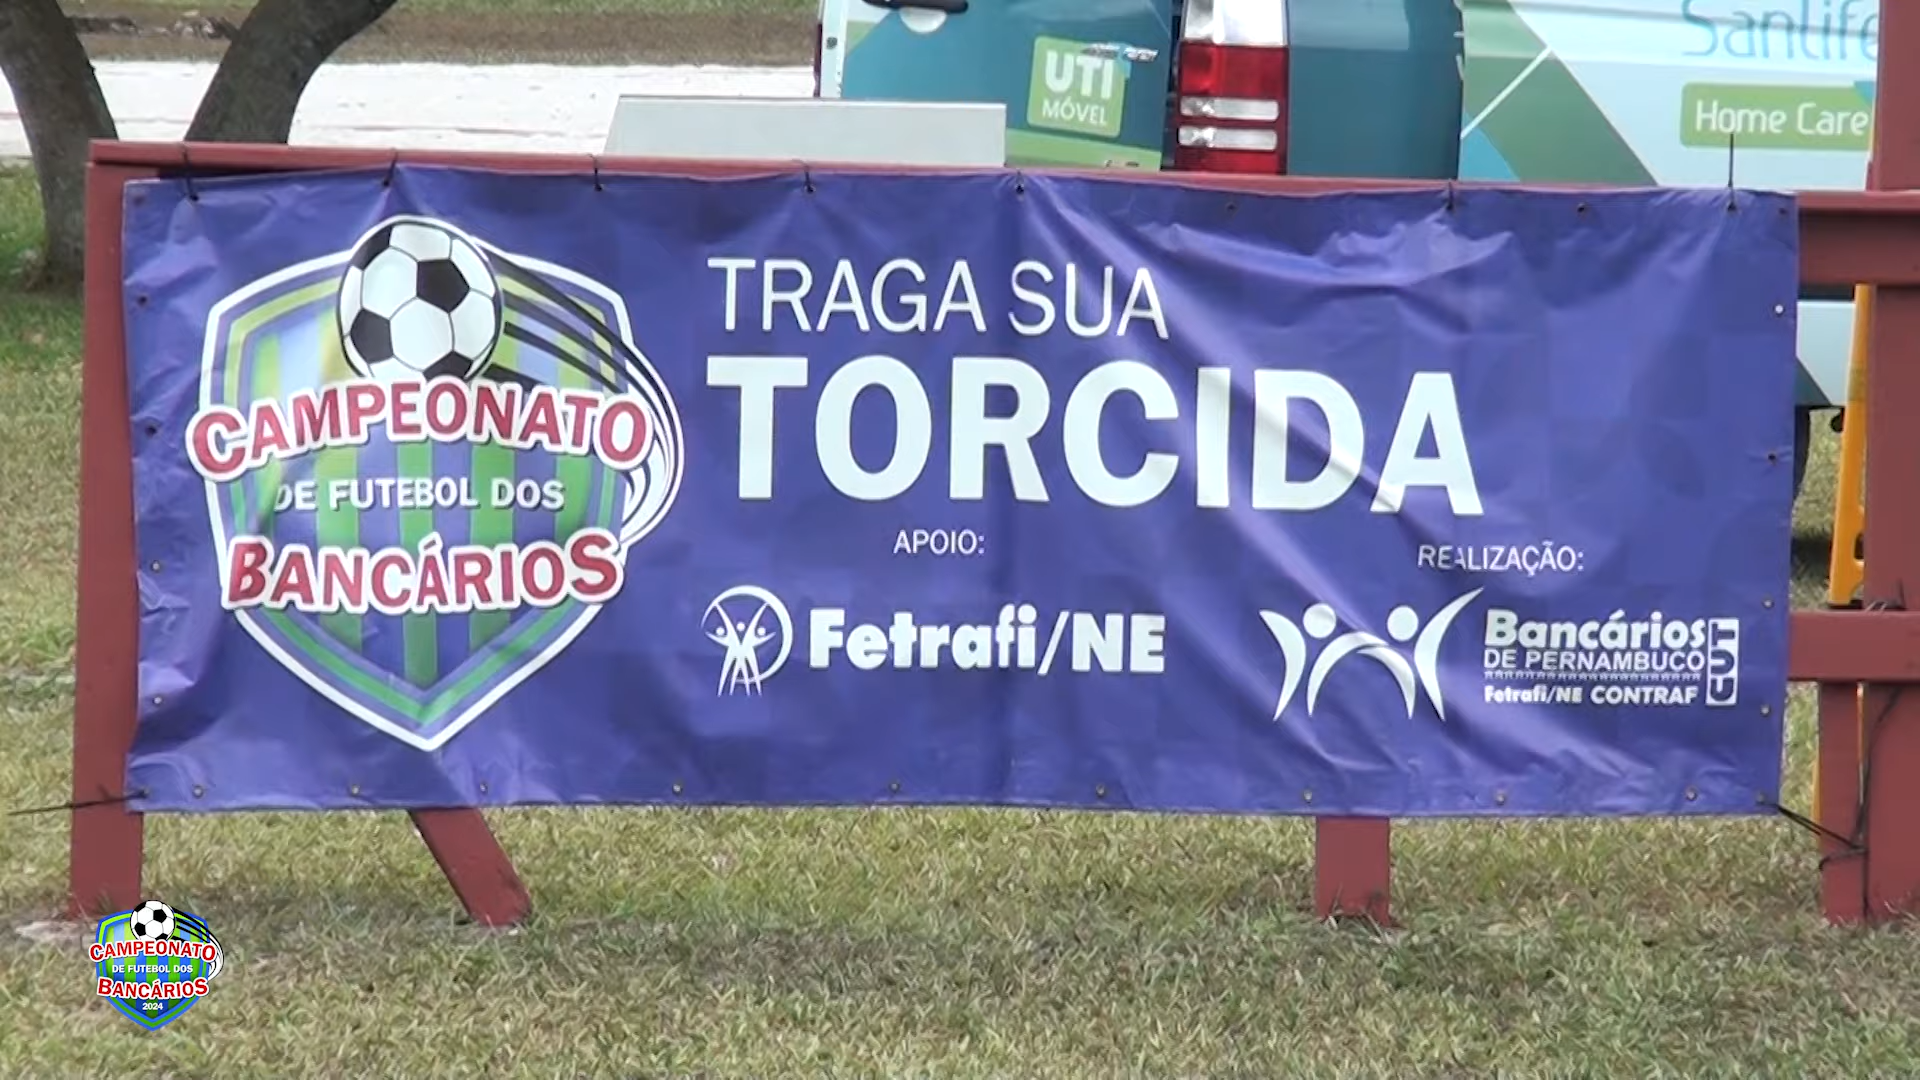 UTI
MÓVEL
Sanlife
Home Care
CAMPEONATO
DE FUTEBOL DOS
BANCÁRIOS
TRAGA SUA
TORCIDA
APOIO:
Fetrafi/NE
REALIZAÇÃO:
Bancários
DE PERNAMBUCO
Fetrafi/NE CONTRAF
CUT
CAMPEONATO
DE FUTEBOL DOS
BANCÁRIOS
2024